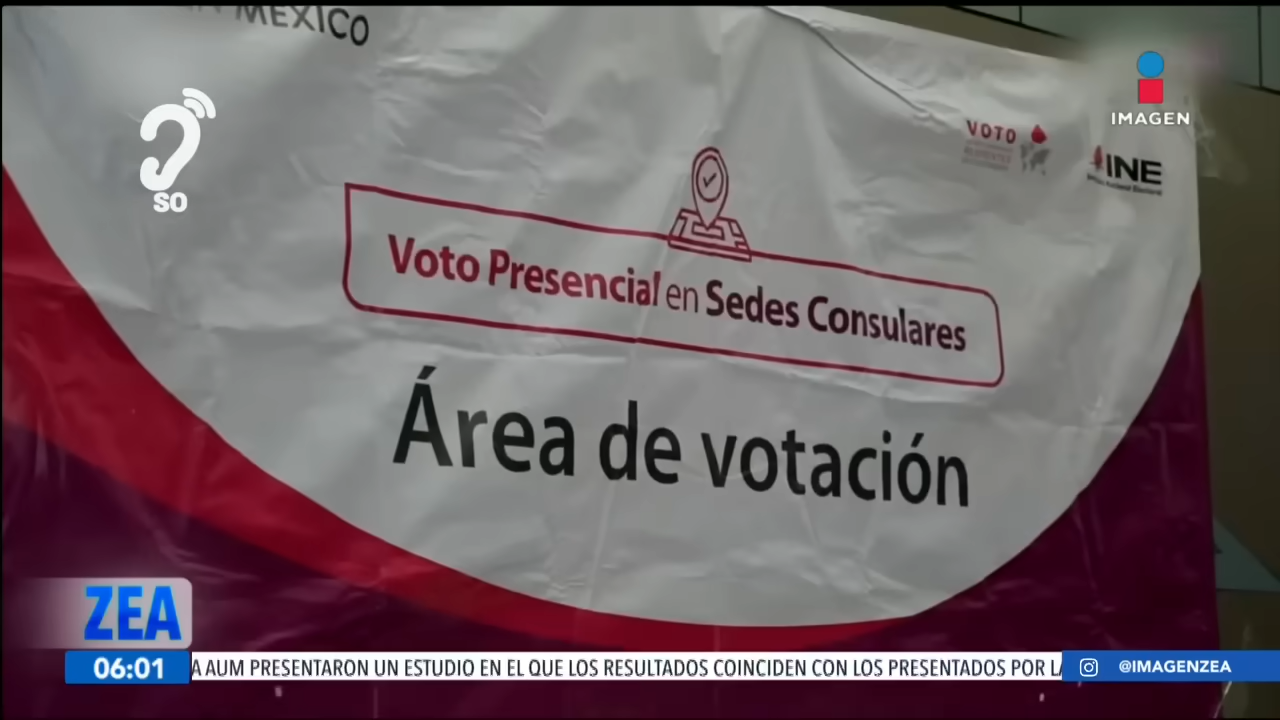 MÉXICO
SO
IMAGEN
VOTO
INE
Voto Presencial en Sedes Consulares
Área de votación
ZEA
06:01
A AUM PRESENTARON UN ESTUDIO EN EL QUE LOS RESULTADOS COINCIDEN CON LOS PRESENTADOS POR LA
@IMAGENZEA